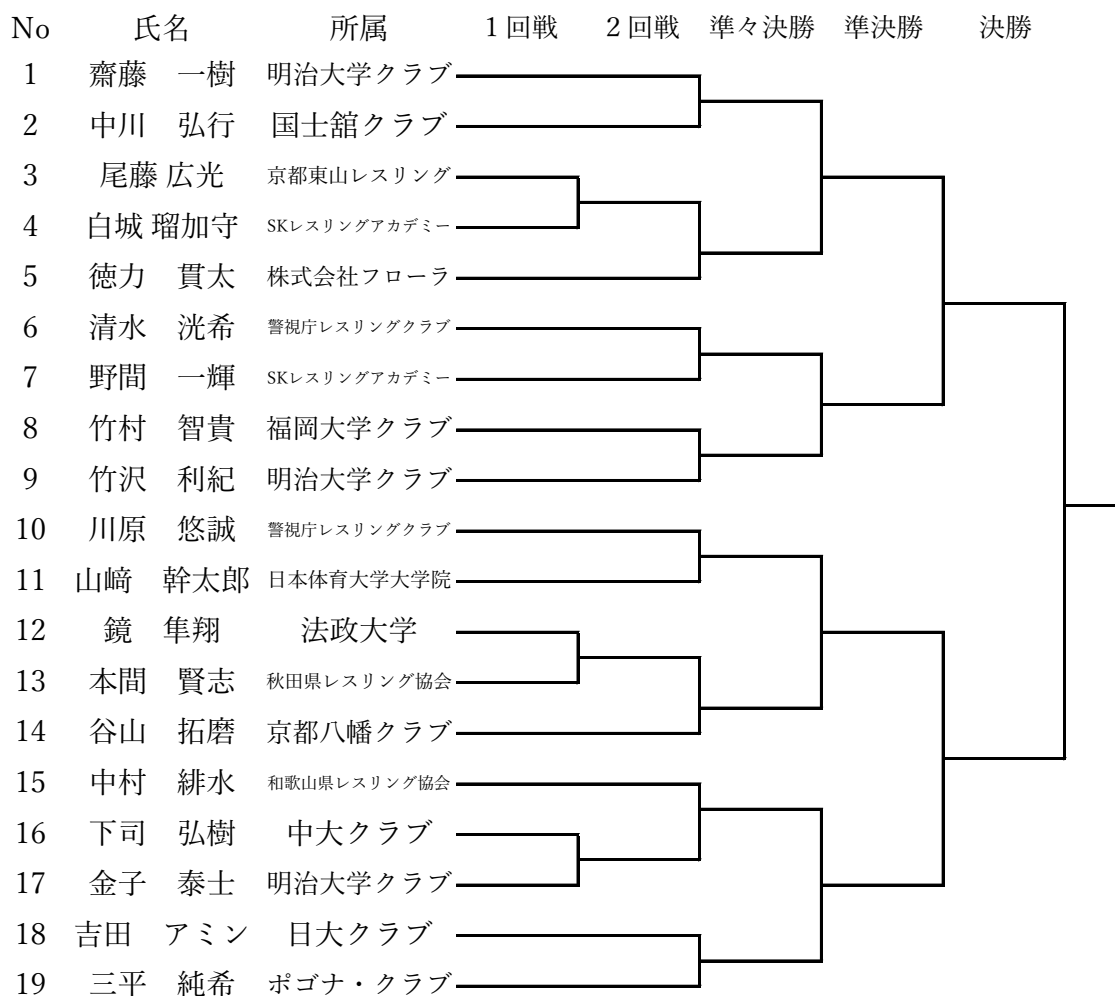 No 氏名 所属 1回戦 2回戦 準々決勝 準決勝 決勝
1 齋藤 一樹 明治大学クラブ
2 中川 弘行 国士舘クラブ
3 尾藤 広光 京都東山レスリング
4 白城 瑠加守 SKレスリングアカデミー
5 徳力 貫太 株式会社フローラ
6 清水 洸希 警視庁レスリングクラブ
7 野間 一輝 SKレスリングアカデミー
8 竹村 智貴 福岡大学クラブ
9 竹沢 利紀 明治大学クラブ
10 川原 悠誠 警視庁レスリングクラブ
11 山﨑 幹太郎 日本体育大学大学院
12 鏡 隼翔 法政大学
13 本間 賢志 秋田県レスリング協会
14 谷山 拓磨 京都八幡クラブ
15 中村 緋水 和歌山県レスリング協会
16 下司 弘樹 中大クラブ
17 金子 泰士 明治大学クラブ
18 吉田 アミン 日大クラブ
19 三平 純希 ポゴナ・クラブ